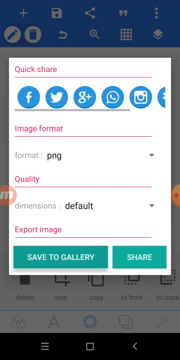 Quick share
Image format
format : png
Quality
dimensions : default
Export image
SAVE TO GALLERY
SHARE
delete crop copy to front to back